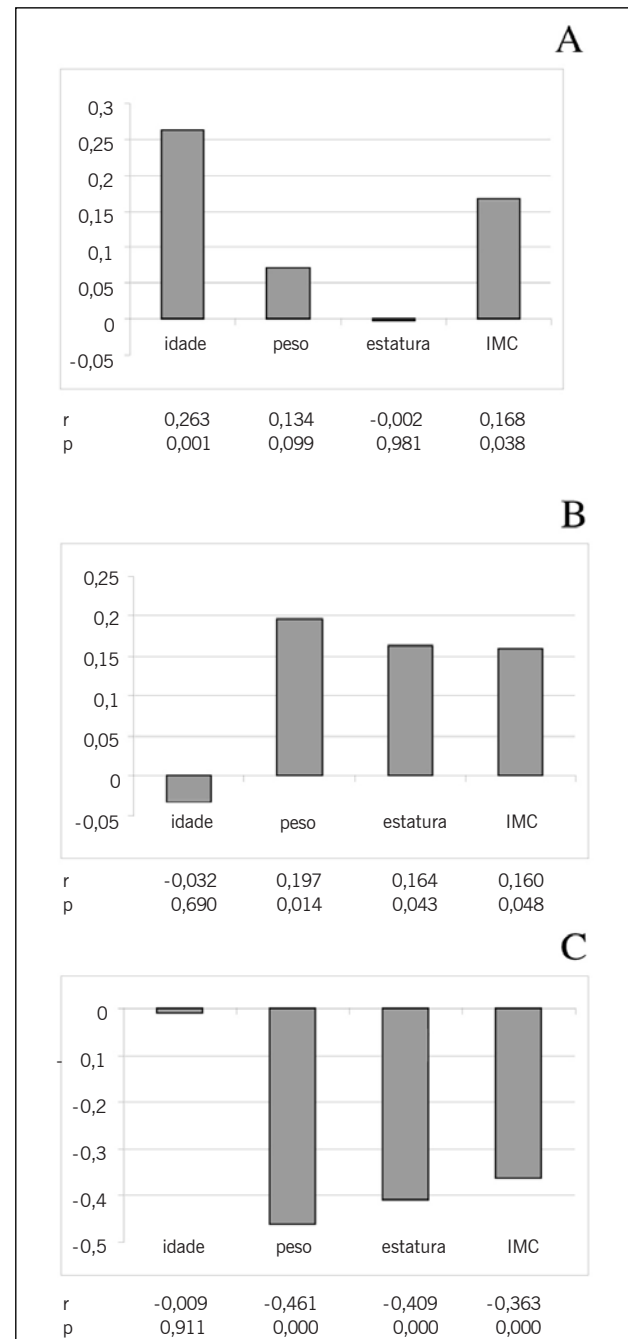 A
0,3
0,25
0,2
0,15
0,1
0,05
0
-0,05
idade peso estatura IMC
r 0,263 0,134 -0,002 0,168
p 0,001 0,099 0,981 0,038
B
0,25
0,2
0,15
0,1
0,05
0
-0,05
idade peso estatura IMC
r -0,032 0,197 0,164 0,160
p 0,690 0,014 0,043 0,048
C
0
- 0,1
-0,2
-0,3
-0,4
-0,5
idade peso estatura IMC
r -0,009 -0,461 -0,409 -0,363
p 0,911 0,000 0,000 0,000